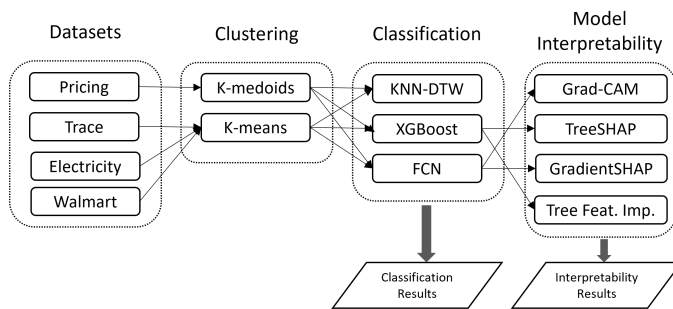 Datasets
Clustering
Classification
Model
Interpretability
Pricing
Trace
Electricity
Walmart
K-medoids
K-means
KNN-DTW
XGBoost
FCN
Grad-CAM
TreeSHAP
GradientSHAP
Tree Feat. Imp.
Classification
Results
Interpretability
Results